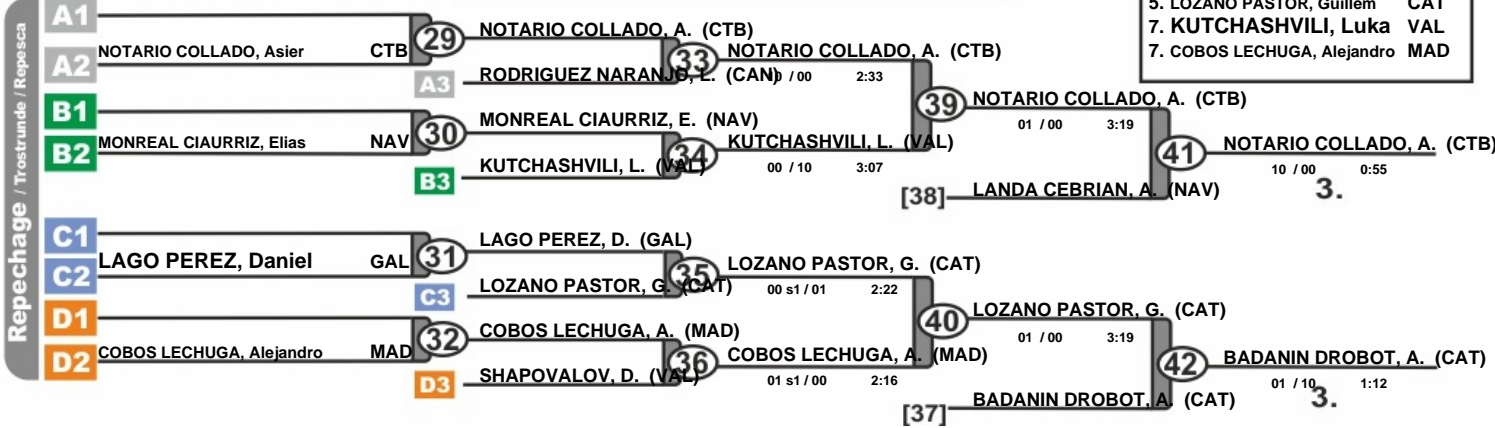 Repechage / Trostrunde / Repesca
5. LOZANO PASTOR, Guillem CAT
7. KUTCHASHVILI, Luka VAL
7. COBOS LECHUGA, Alejandro MAD
A1
A2 NOTARIO COLLADO, Asier CTB
29
NOTARIO COLLADO, A. (CTB)
A3 RODRIGUEZ NARANJO, L. (CAN)
33
NOTARIO COLLADO, A. (CTB)
/ 00 2:33
B1
B2 MONREAL CIAURRIZ, Elias NAV
30
MONREAL CIAURRIZ, E. (NAV)
B3 KUTCHASHVILI, L. (VAL)
34
KUTCHASHVILI, L. (VAL)
00 / 10 3:07
39
NOTARIO COLLADO, A. (CTB)
01 / 00 3:19
[38] LANDA CEBRIAN, A. (NAV)
41
NOTARIO COLLADO, A. (CTB)
10 / 00 0:55
3.
C1
C2 LAGO PEREZ, Daniel GAL
31
LAGO PEREZ, D. (GAL)
C3 LOZANO PASTOR, G. (CAT)
35
LOZANO PASTOR, G. (CAT)
00 s1 / 01 2:22
D1
D2 COBOS LECHUGA, Alejandro MAD
32
COBOS LECHUGA, A. (MAD)
D3 SHAPOVALOV, D. (VAL)
36
COBOS LECHUGA, A. (MAD)
01 s1 / 00 2:16
40
LOZANO PASTOR, G. (CAT)
01 / 00 3:19
[37] BADANIN DROBOT, A. (CAT)
42
BADANIN DROBOT, A. (CAT)
01 / 10 1:12
3.